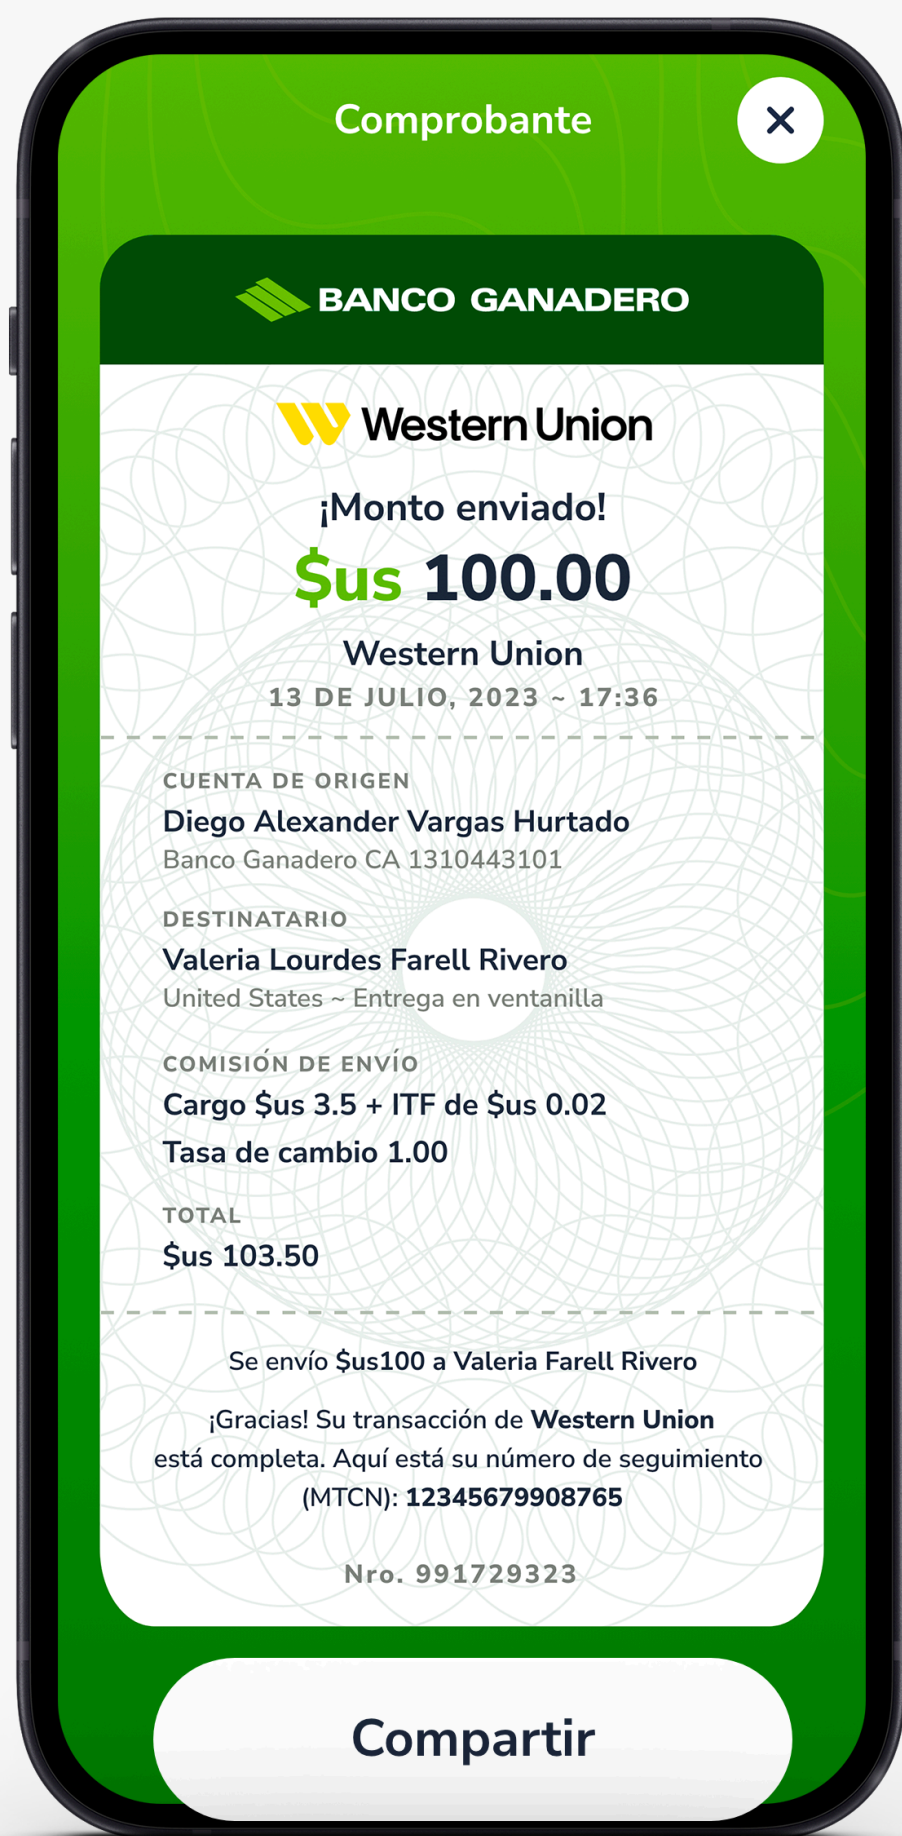 Comprobante
BANCO GANADERO
Western Union
¡Monto enviado!
$us 100.00
Western Union
13 DE JULIO, 2023 ~ 17:36
CUENTA DE ORIGEN
Diego Alexander Vargas Hurtado
Banco Ganadero CA 1310443101
DESTINATARIO
Valeria Lourdes Farell Rivero
United States ~ Entrega en ventanilla
COMISIÓN DE ENVÍO
Cargo $us 3.5 + ITF de $us 0.02
Tasa de cambio 1.00
TOTAL
$us 103.50
Se envío $us100 a Valeria Farell Rivero
¡Gracias! Su transacción de Western Union
está completa. Aquí está su número de seguimiento
(MTCN): 12345679908765
Nro. 991729323
Compartir